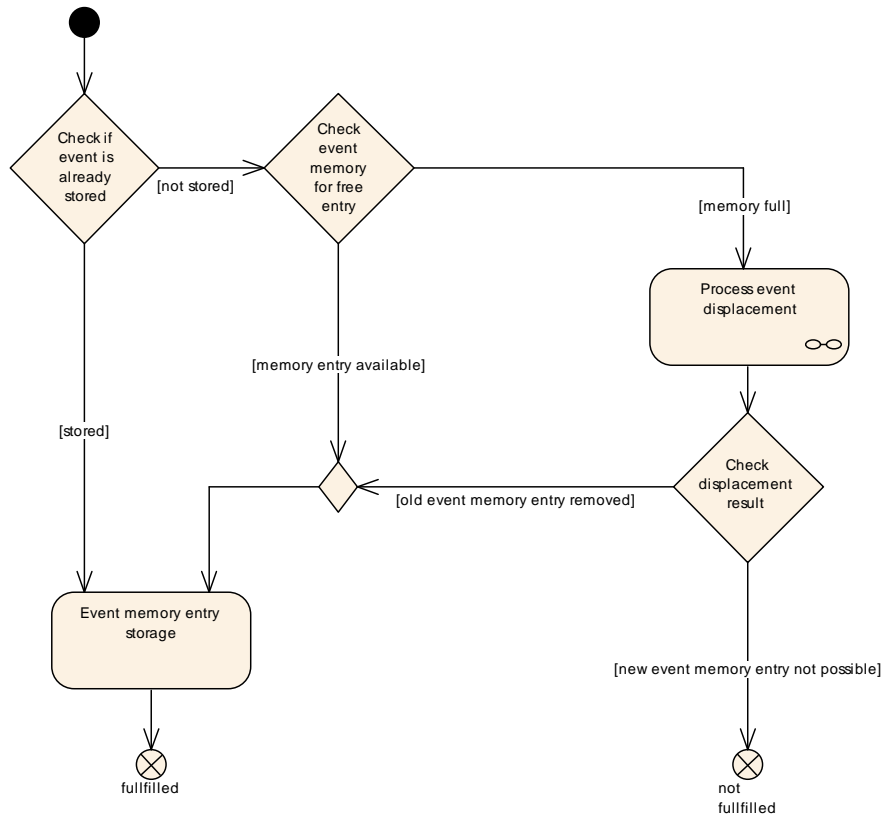 Check if
event is
already
stored
[not stored]
Check
event
memory
for free
entry
[memory full]
Process event
displacement
[memory entry available]
[stored]
Check
displacement
result
[old event memory entry removed]
Event memory entry
storage
[new event memory entry not possible]
fullfilled
not
fullfilled